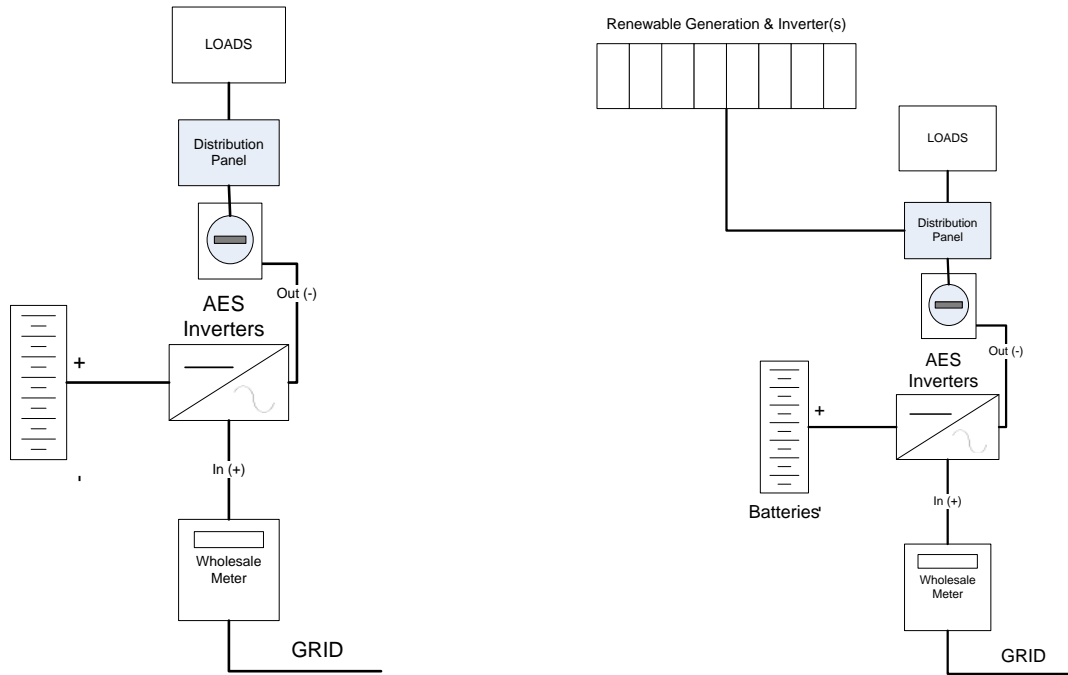 LOADS
Distribution
Panel
Out (-)
AES
Inverters
+
In (+)
Wholesale
Meter
GRID
Renewable Generation & Inverter(s)
LOADS
Distribution
Panel
Out (-)
AES
Inverters
+
Batteries
In (+)
Wholesale
Meter
GRID